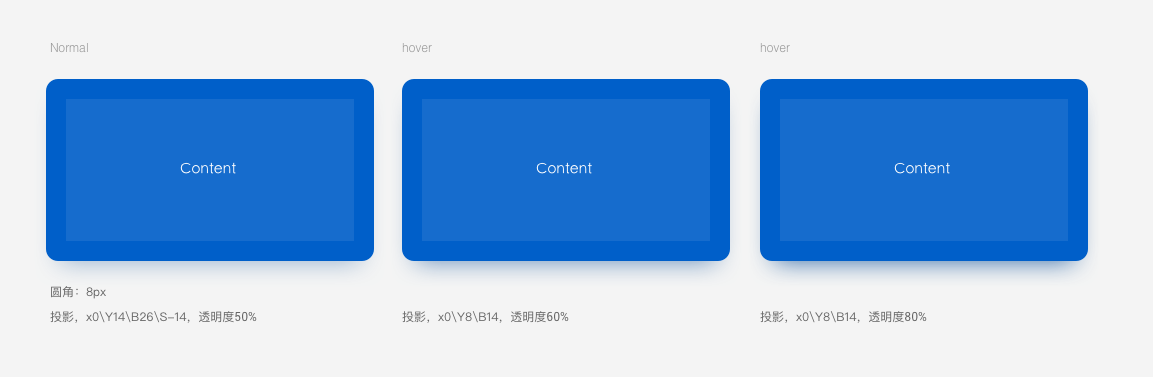 Normal
hover
hover
Content
Content
Content
圆角：8px
投影，x0\Y14\B26\S-14，透明度50%
投影，x0\Y8\B14，透明度60%
投影，x0\Y8\B14，透明度80%